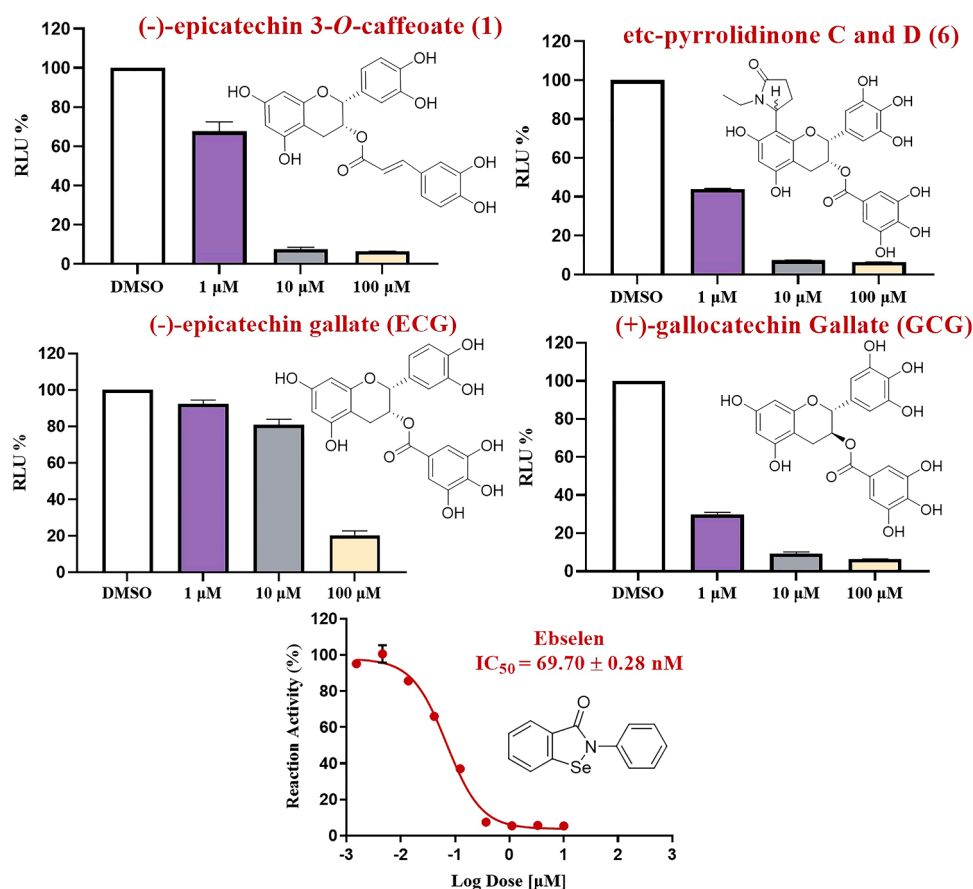 (-)-epicatechin 3-O-caffeoate (1)
RLU %
120
100
80
60
40
20
0
DMSO
1 µM
10 µM
100 µM
HO
O
OH
OH
OH
O
O
OH
OH
etc-pyrrolidinone C and D (6)
RLU %
120
100
80
60
40
20
0
DMSO
1 µM
10 µM
100 µM
O
N
H
HO
O
OH
OH
OH
OH
O
O
OH
OH
OH
(-)-epicatechin gallate (ECG)
RLU %
120
100
80
60
40
20
0
DMSO
1 µM
10 µM
100 µM
HO
O
OH
OH
OH
O
O
OH
OH
OH
(+)-gallocatechin Gallate (GCG)
RLU %
120
100
80
60
40
20
0
DMSO
1 µM
10 µM
100 µM
HO
O
OH
OH
OH
OH
O
O
OH
OH
OH
Ebselen
IC50 = 69.70 ± 0.28 nM
Reaction Activity (%)
120
100
80
60
40
20
0
-3 -2 -1 0 1 2 3
Log Dose [µM]
O
N
Se